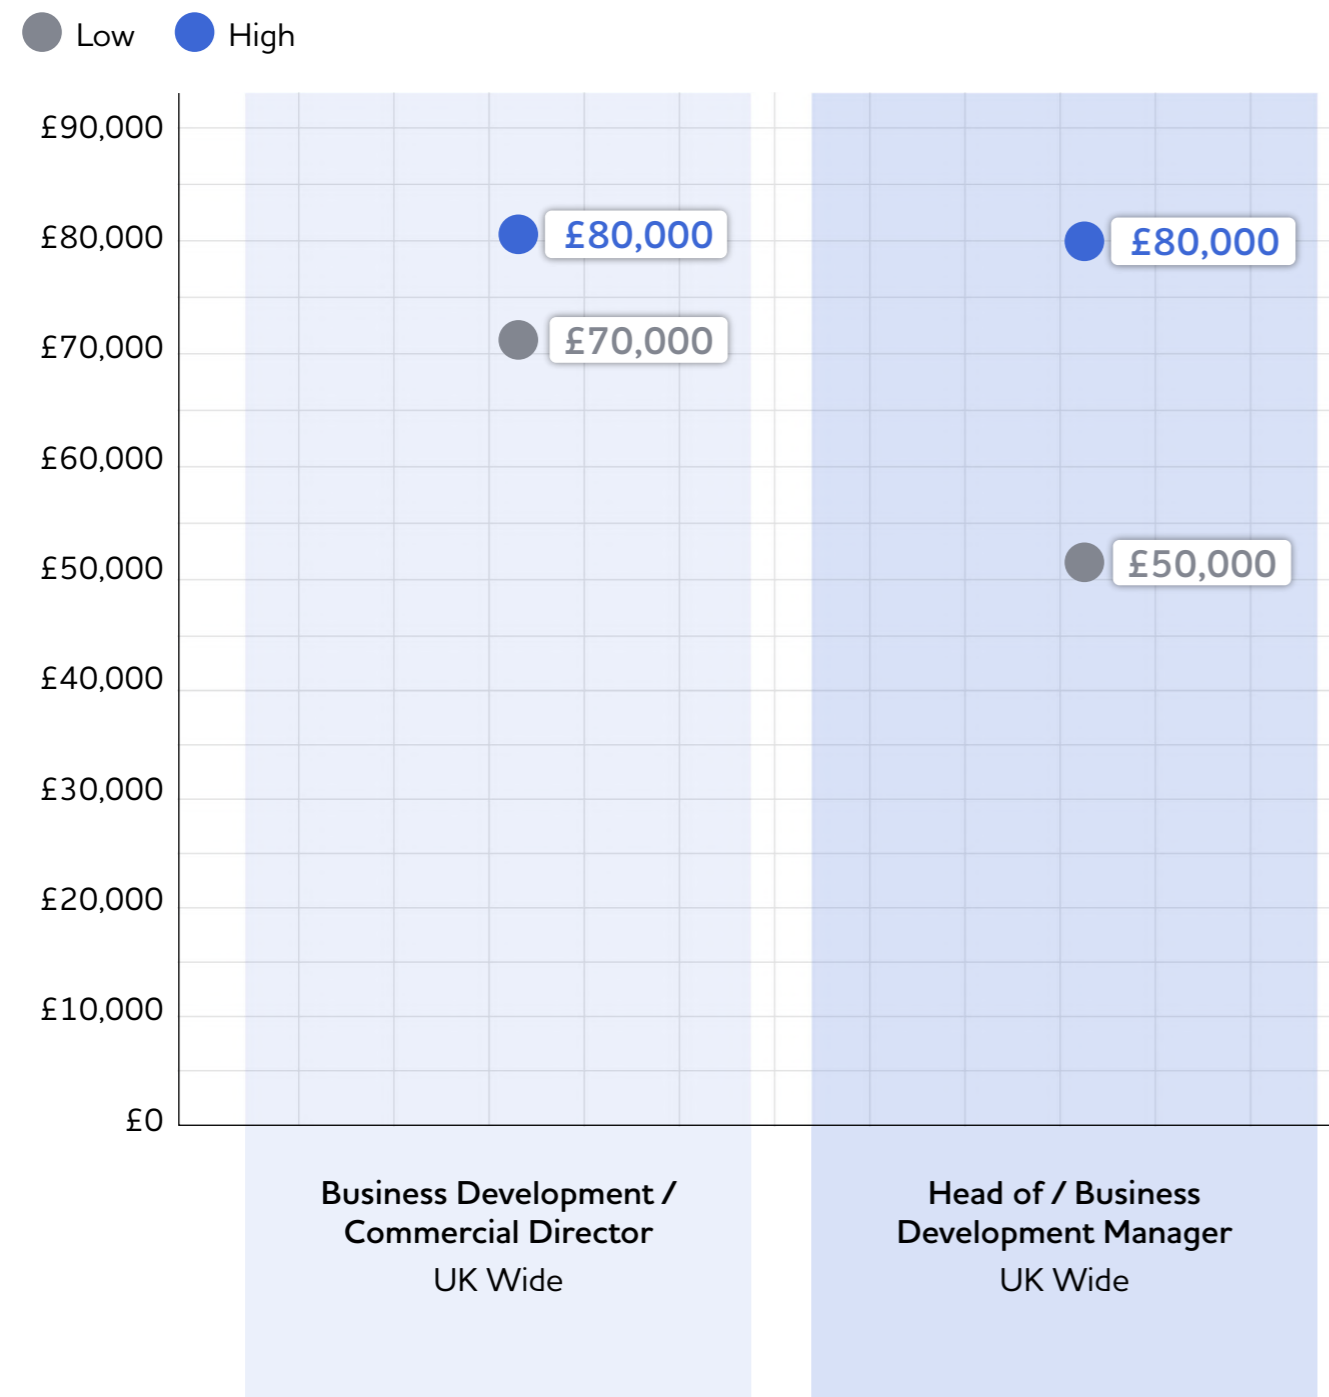 Low High
£90,000
£80,000
£80,000
£80,000
£70,000
£70,000
£60,000
£50,000
£50,000
£40,000
£30,000
£20,000
£10,000
£0
Business Development /
Commercial Director
UK Wide
Head of / Business
Development Manager
UK Wide